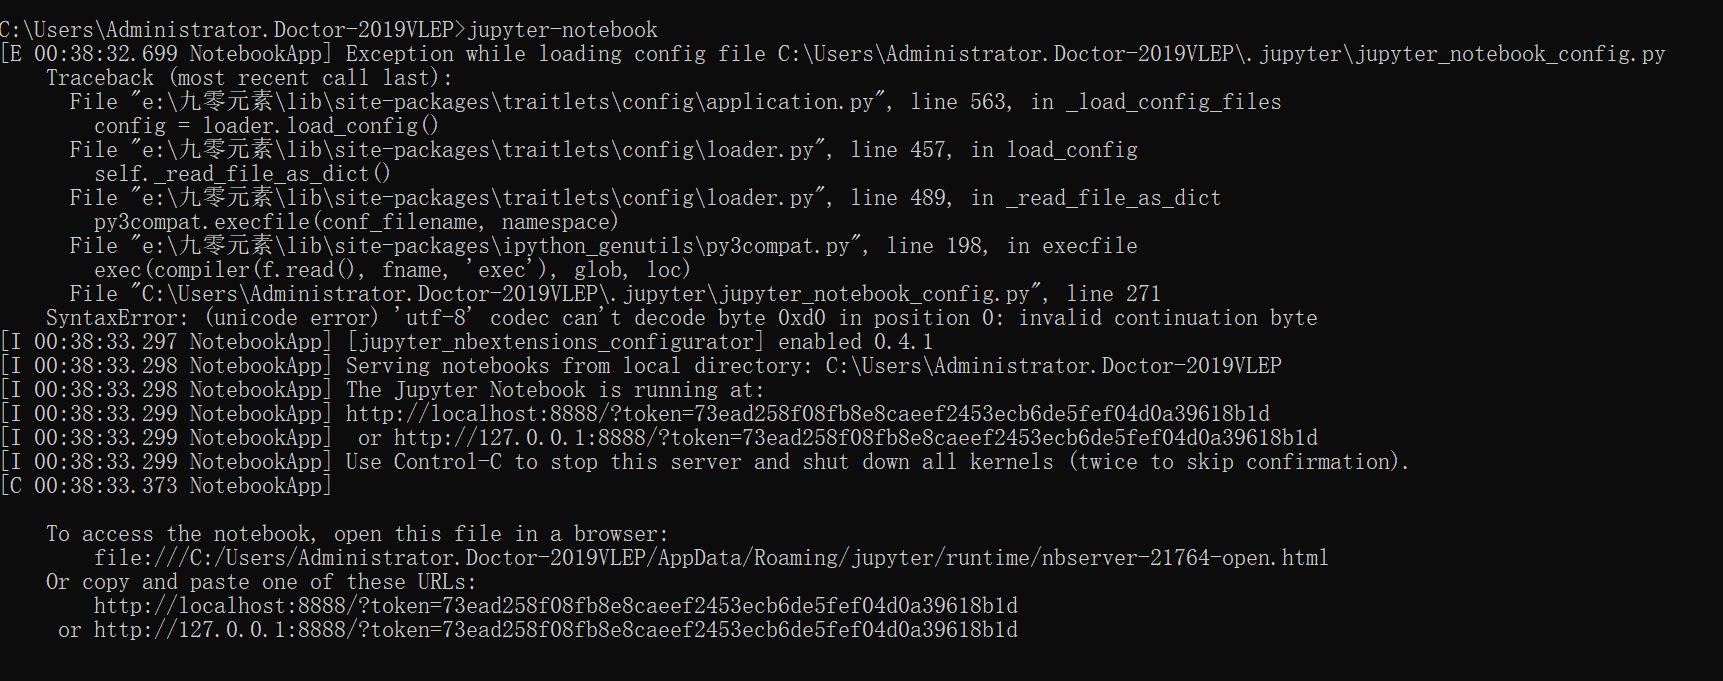 C:\Users\Administrator.Doctor-2019VLEP>jupyter-notebook
[E 00:38:32.699 NotebookApp] Exception while loading config file C:\Users\Administrator.Doctor-2019VLEP\.jupyter\jupyter_notebook_config.py
    Traceback (most recent call last):
      File "e:\九零元素\lib\site-packages\traitlets\config\application.py", line 563, in _load_config_files
        config = loader.load_config()
      File "e:\九零元素\lib\site-packages\traitlets\config\loader.py", line 457, in load_config
        self._read_file_as_dict()
      File "e:\九零元素\lib\site-packages\traitlets\config\loader.py", line 489, in _read_file_as_dict
        py3compat.execfile(conf_filename, namespace)
      File "e:\九零元素\lib\site-packages\ipython_genutils\py3compat.py", line 198, in execfile
        exec(compiler(f.read(), fname, 'exec'), glob, loc)
      File "C:\Users\Administrator.Doctor-2019VLEP\.jupyter\jupyter_notebook_config.py", line 271
    SyntaxError: (unicode error) 'utf-8' codec can't decode byte 0xd0 in position 0: invalid continuation byte
[I 00:38:33.297 NotebookApp] [jupyter_nbextensions_configurator] enabled 0.4.1
[I 00:38:33.298 NotebookApp] Serving notebooks from local directory: C:\Users\Administrator.Doctor-2019VLEP
[I 00:38:33.298 NotebookApp] The Jupyter Notebook is running at:
[I 00:38:33.299 NotebookApp] http://localhost:8888/?token=73ead258f08fb8e8caeef2453ecb6de5fef04d0a39618b1d
[I 00:38:33.299 NotebookApp]  or http://127.0.0.1:8888/?token=73ead258f08fb8e8caeef2453ecb6de5fef04d0a39618b1d
[I 00:38:33.299 NotebookApp] Use Control-C to stop this server and shut down all kernels (twice to skip confirmation).
[C 00:38:33.373 NotebookApp]
    To access the notebook, open this file in a browser:
        file:///C:/Users/Administrator.Doctor-2019VLEP/AppData/Roaming/jupyter/runtime/nbserver-21764-open.html
    Or copy and paste one of these URLs:
        http://localhost:8888/?token=73ead258f08fb8e8caeef2453ecb6de5fef04d0a39618b1d
     or http://127.0.0.1:8888/?token=73ead258f08fb8e8caeef2453ecb6de5fef04d0a39618b1d